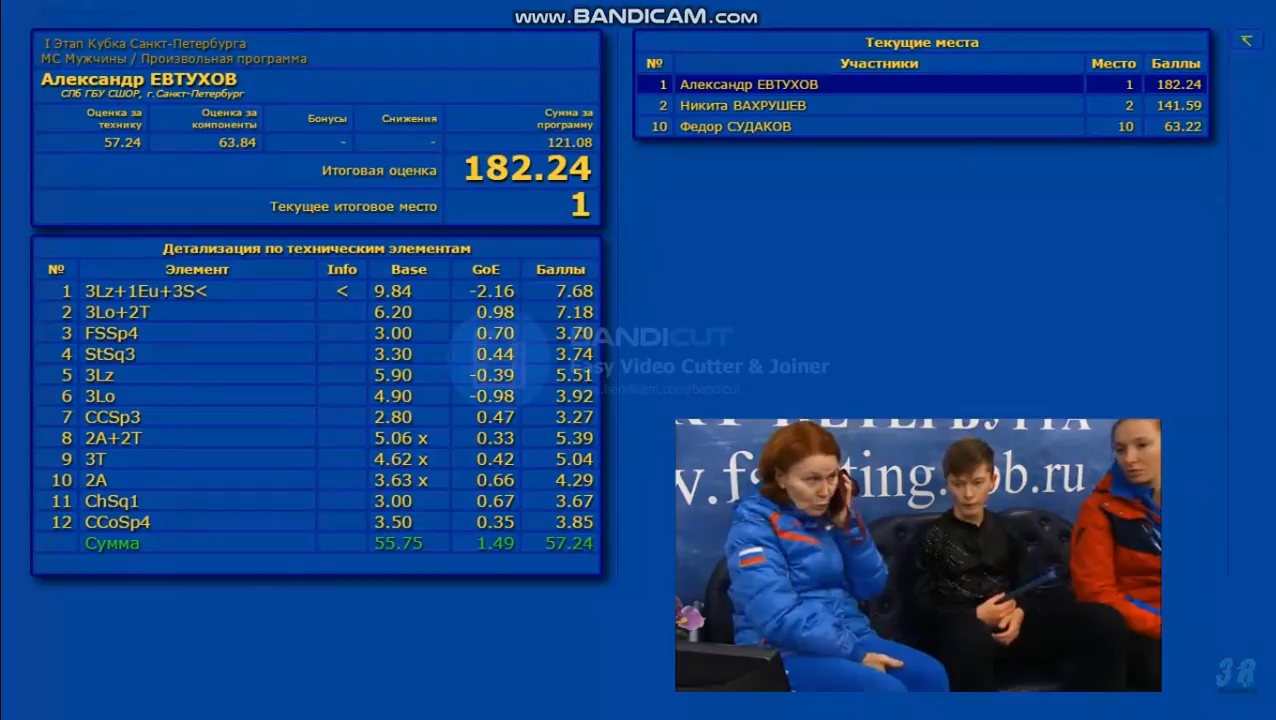 www.BANDICAM.com
I Этап Кубка Санкт-Петербурга
МС Мужчины / Произвольная программа
Александр ЕВТУХОВ
СПб ГБУ СШОР, г.Санкт-Петербург
Оценка за технику Оценка за компоненты Бонусы Снижения Сумма за программу
57.24 63.84 - - 121.08
Итоговая оценка 182.24
Текущее итоговое место 1
Детализация по техническим элементам
№ Элемент Info Base GoE Баллы
1 3Lz+1Eu+3S< < 9.84 -2.16 7.68
2 3Lo+2T 6.20 0.98 7.18
3 FSSp4 3.00 0.70 3.70
4 StSq3 3.30 0.44 3.74
5 3Lz 5.90 -0.39 5.51
6 3Lo 4.90 -0.98 3.92
7 CCSp3 2.80 0.47 3.27
8 2A+2T 5.06 x 0.33 5.39
9 3T 4.62 x 0.42 5.04
10 2A 3.63 x 0.66 4.29
11 ChSq1 3.00 0.67 3.67
12 CCoSp4 3.50 0.35 3.85
Сумма 55.75 1.49 57.24
Текущие места
№ Участники Место Баллы
1 Александр ЕВТУХОВ 1 182.24
2 Никита ВАХРУШЕВ 2 141.59
10 Федор СУДАКОВ 10 63.22
BANDICUT
Easy Video Cutter & Joiner
www.bandicam.com/bandicut
КТ-ПЕТЕРБУРГА
3R